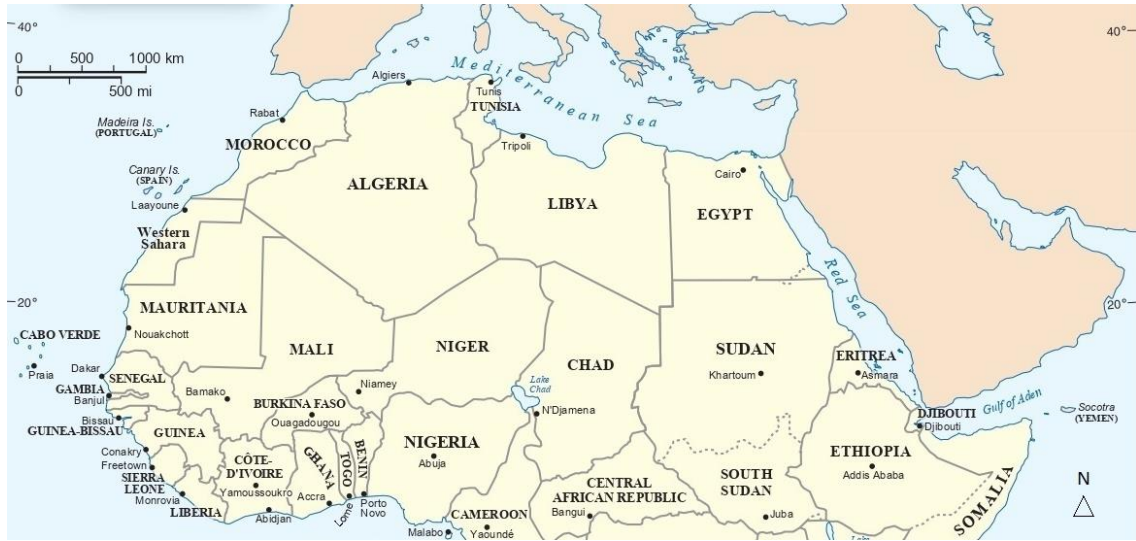 40°
40°
0 500 1000 km
0 500 mi
Mediterranean Sea
Algiers
Tunis
TUNISIA
Rabat
Madeira Is.
(PORTUGAL)
MOROCCO
Tripoli
Canary Is.
(SPAIN)
Cairo
ALGERIA
LIBYA
EGYPT
Laayoune
Western
Sahara
Red Sea
20°
20°
MAURITANIA
CABO VERDE
Nouakchott
MALI
NIGER
CHAD
SUDAN
ERITREA
Praia
Dakar
SENEGAL
Khartoum
Asmara
GAMBIA
Banjul
Bamako
Niamey
Lake
Chad
BURKINA FASO
Ouagadougou
N'Djamena
Gulf of Aden
Socotra
(YEMEN)
DJIBOUTI
Djibouti
Bissau
GUINEA-BISSAU
GUINEA
NIGERIA
Abuja
ETHIOPIA
Addis Ababa
Conakry
Freetown
SIERRA
LEONE
Monrovia
LIBERIA
CÔTE-
D'IVOIRE
Yamoussoukro
Abidjan
GHANA
Accra
TOGO
Lomé
BENIN
Porto
Novo
CENTRAL
AFRICAN REPUBLIC
Bangui
SOUTH
SUDAN
Juba
SOMALIA
CAMEROON
Yaoundé
Malabo
N
Lake